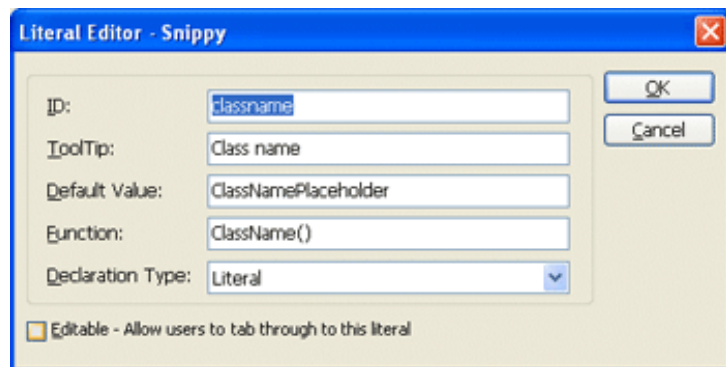 Literal Editor - Snippy
ID: classname
ToolTip: Class name
Default Value: ClassNamePlaceholder
Function: ClassName()
Declaration Type: Literal
Editable - Allow users to tab through to this literal
OK
Cancel